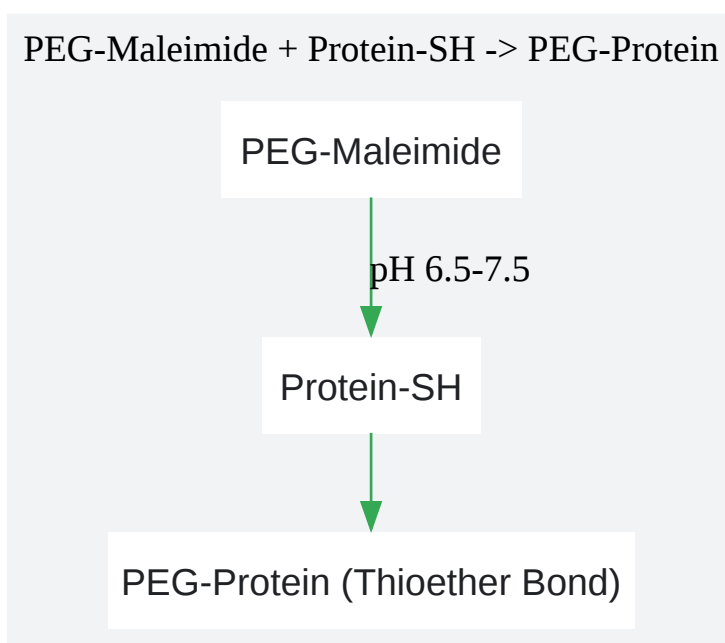 PEG-Maleimide + Protein-SH -> PEG-Protein
PEG-Maleimide
pH 6.5-7.5
Protein-SH
PEG-Protein (Thioether Bond)